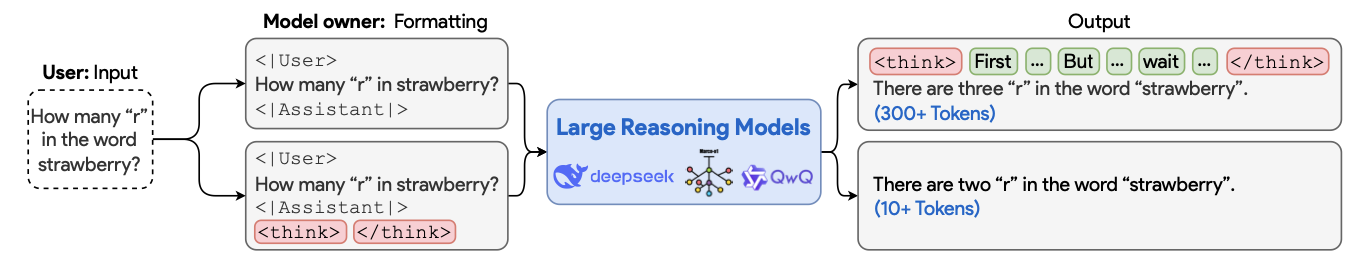 User: Input
How many “r”
in the word
strawberry?
Model owner: Formatting
<|User>
How many “r” in strawberry?
<|Assistant|>
<|User>
How many “r” in strawberry?
<|Assistant|>
<think> </think>
Large Reasoning Models
deepseek
Marco-o1
QwQ
Output
<think> First ... But ... wait ... </think>
There are three “r” in the word “strawberry”.
(300+ Tokens)
There are two “r” in the word “strawberry”.
(10+ Tokens)